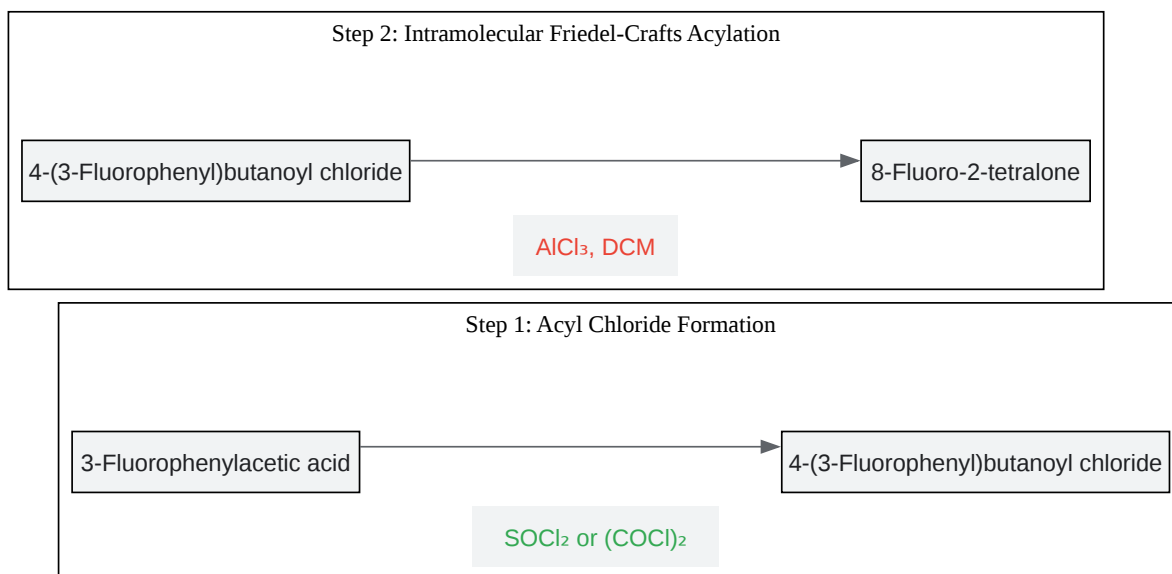 Step 2: Intramolecular Friedel-Crafts Acylation
4-(3-Fluorophenyl)butanoyl chloride
8-Fluoro-2-tetralone
AlCl₃, DCM
Step 1: Acyl Chloride Formation
3-Fluorophenylacetic acid
4-(3-Fluorophenyl)butanoyl chloride
SOCl₂ or (COCl)₂